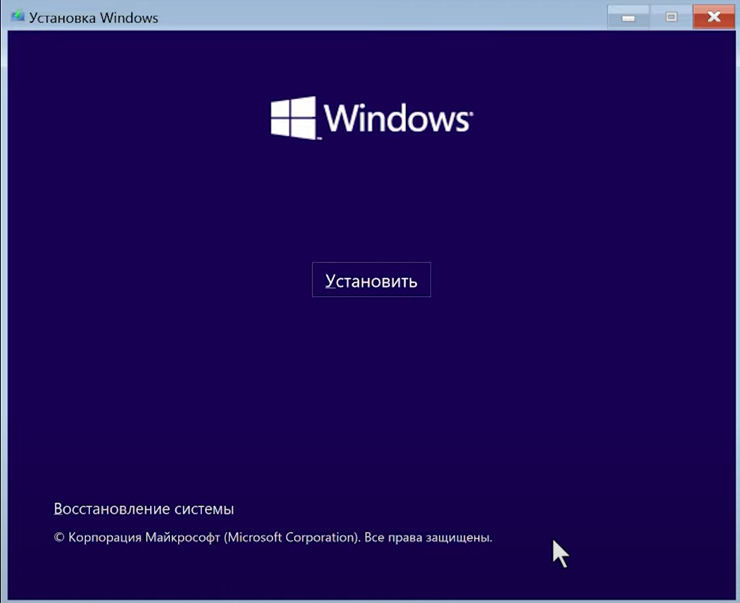 Установка Windows
Windows
Установить
Восстановление системы
© Корпорация Майкрософт (Microsoft Corporation). Все права защищены.